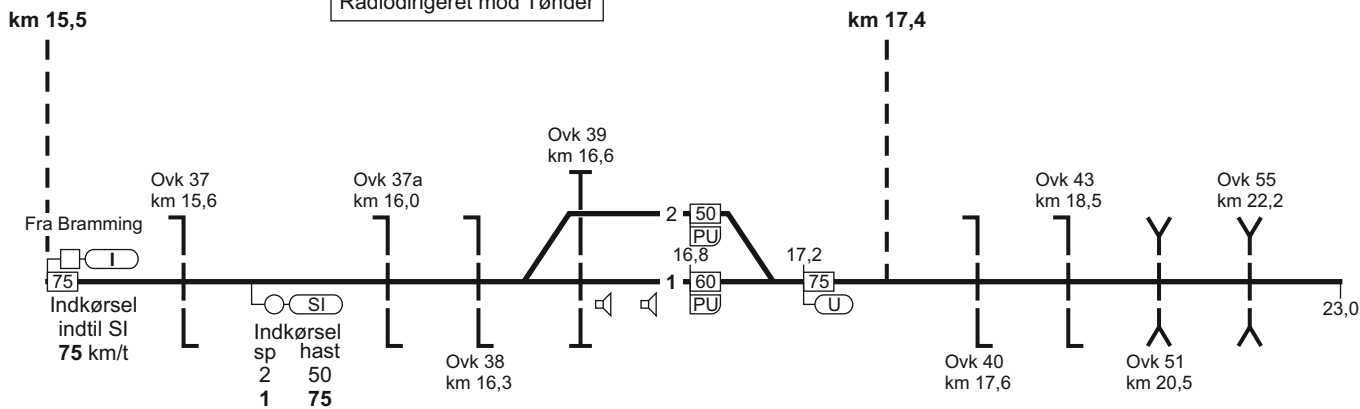 Radiodirigeret mod Tønder
km 15,5
km 17,4
Ovk 39
km 16,6
Ovk 37
km 15,6
Ovk 37a
km 16,0
Ovk 43
km 18,5
Ovk 55
km 22,2
Fra Bramming
I
2
50
PU
16,8
17,2
75
SI
1
60
PU
75
U
23,0
Indkørsel
indtil SI
75 km/t
Indkørsel
sp hast
2 50
1 75
Ovk 38
km 16,3
Ovk 40
km 17,6
Ovk 51
km 20,5